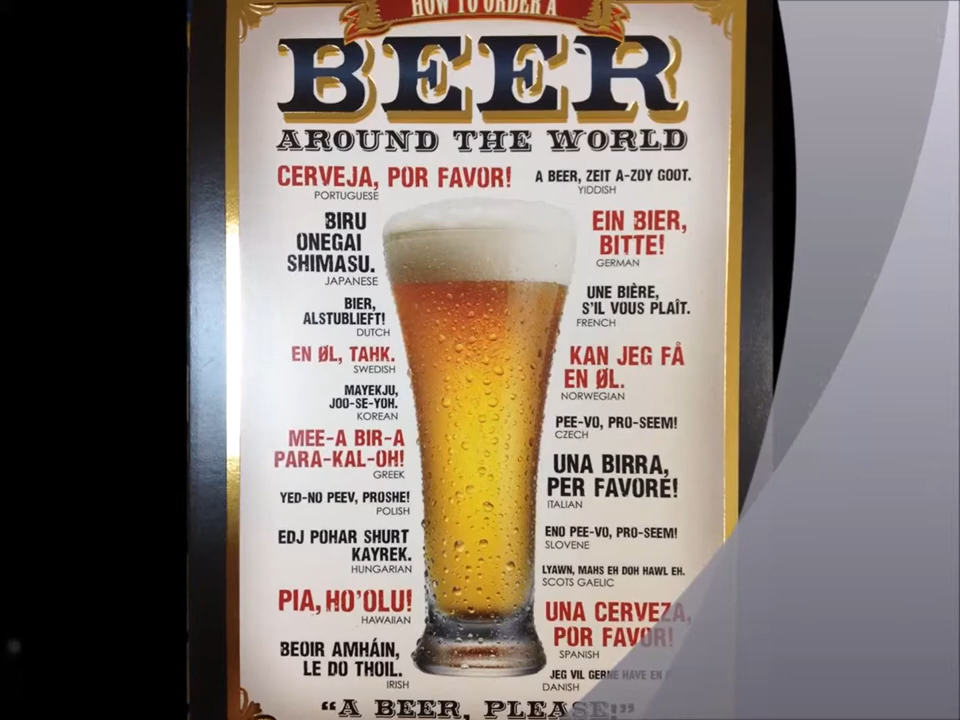 HOW TO ORDER A
BEER
AROUND THE WORLD
CERVEJA, POR FAVOR!
PORTUGUESE
A BEER, ZEIT A-ZOY GOOT.
YIDDISH
BIRU
ONEGAI
SHIMASU.
JAPANESE
EIN BIER,
BITTE!
GERMAN
BIER,
ALSTUBLIEFT!
DUTCH
UNE BIÈRE,
S'IL VOUS PLAÎT.
FRENCH
EN ØL, TAHK.
SWEDISH
KAN JEG FÅ
EN ØL.
NORWEGIAN
MAYEKJU,
JOO-SE-YOH.
KOREAN
PEE-VO, PRO-SEEM!
CZECH
MEE-A BIR-A
PARA-KAL-OH!
GREEK
UNA BIRRA,
PER FAVORE!
ITALIAN
YED-NO PEEV, PROSHE!
POLISH
ENO PEE-VO, PRO-SEEM!
SLOVENE
EDJ POHAR SHURT
KAYREK.
HUNGARIAN
LYAWN, MAHS EH DOH HAWL EH.
SCOTS GAELIC
PIA, HO'OLU!
HAWAIIAN
UNA CERVEZA,
POR FAVOR!
SPANISH
BEOIR AMHÁIN,
LE DO THOIL.
IRISH
JEG VIL GERNE HAVE EN
DANISH
"A BEER, PLEASE!"